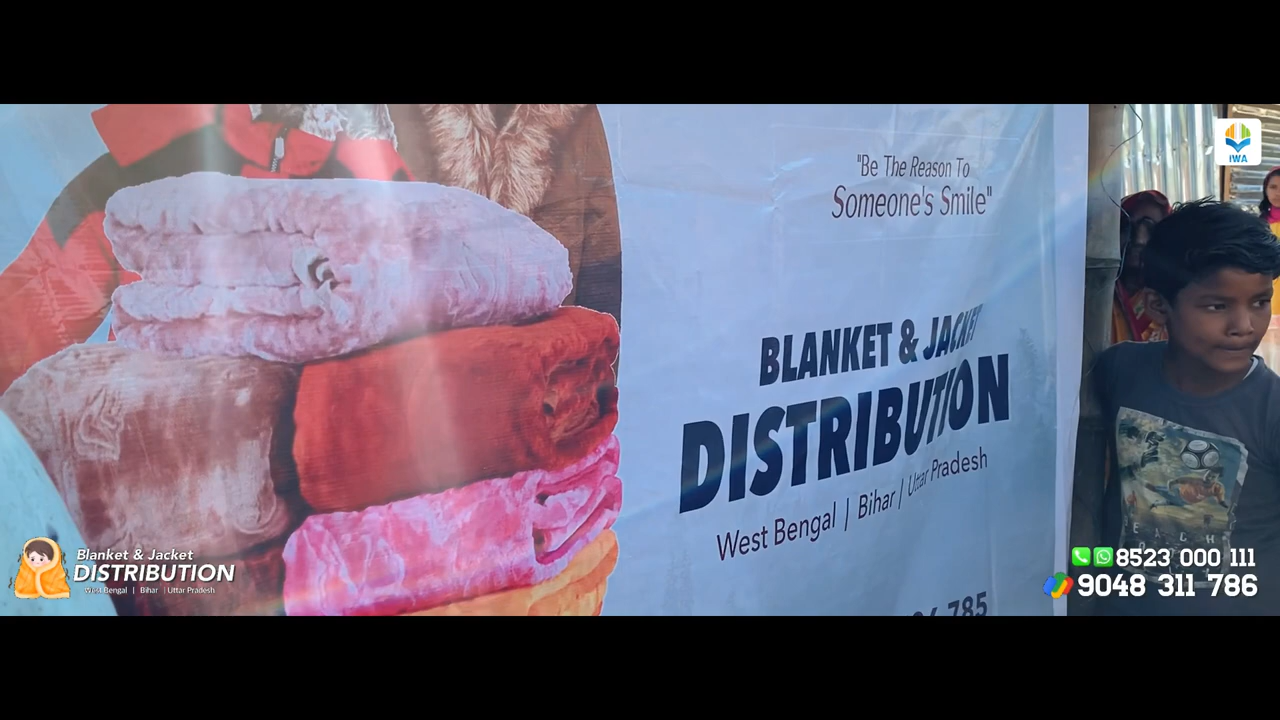 "Be The Reason To
Someone's Smile"
BLANKET & JACKET
DISTRIBUTION
West Bengal | Bihar | Uttar Pradesh
785
IWA
Blanket & Jacket
DISTRIBUTION
West Bengal | Bihar | Uttar Pradesh
8523 000 111
9048 311 786